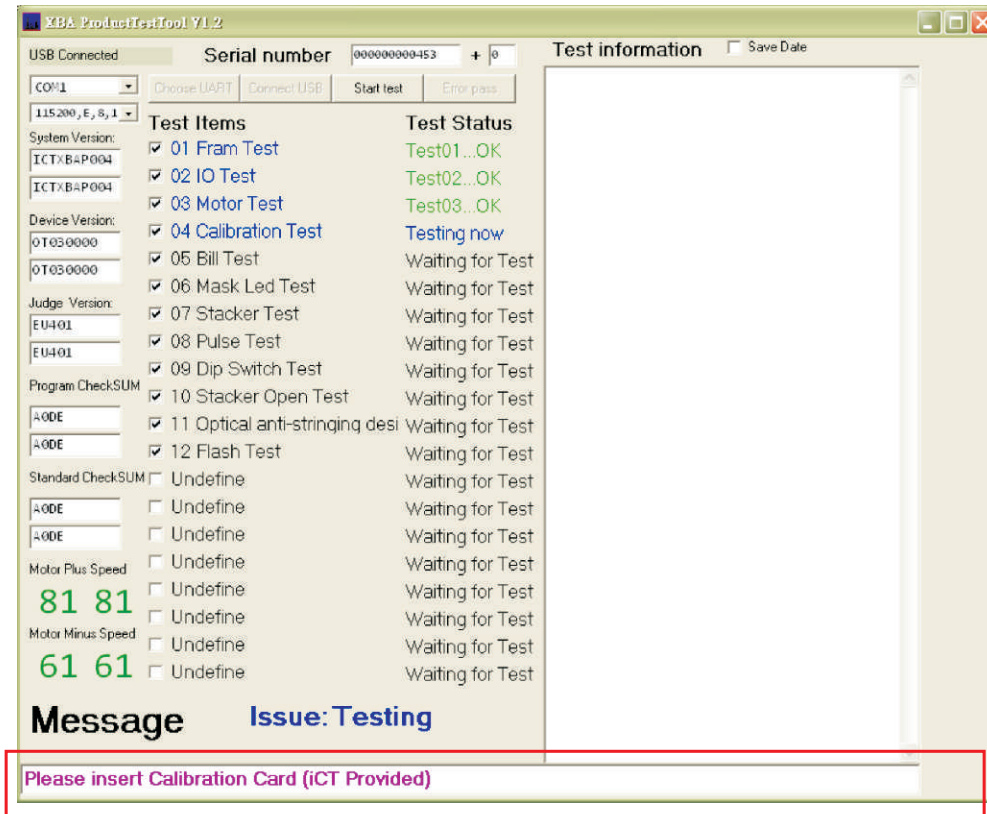 XBA ProductTestTool V1.2
USB Connected
Serial number 000000000453 + 0
Test information Save Date
COM1
Choose UART Connect USB Start test Error pass
115200,E,8,1
Test Items Test Status
System Version:
ICTXBAP004
ICTXBAP004
Device Version:
OT030000
OT030000
Judge Version:
EU401
EU401
Program CheckSUM
A0DE
A0DE
Standard CheckSUM
A0DE
A0DE
Motor Plus Speed
81 81
Motor Minus Speed
61 61
01 Fram Test Test01...OK
02 IO Test Test02...OK
03 Motor Test Test03...OK
04 Calibration Test Testing now
05 Bill Test Waiting for Test
06 Mask Led Test Waiting for Test
07 Stacker Test Waiting for Test
08 Pulse Test Waiting for Test
09 Dip Switch Test Waiting for Test
10 Stacker Open Test Waiting for Test
11 Optical anti-stringing desi Waiting for Test
12 Flash Test Waiting for Test
Undefine Waiting for Test
Undefine Waiting for Test
Undefine Waiting for Test
Undefine Waiting for Test
Undefine Waiting for Test
Undefine Waiting for Test
Undefine Waiting for Test
Undefine Waiting for Test
Message Issue:Testing
Please insert Calibration Card (iCT Provided)